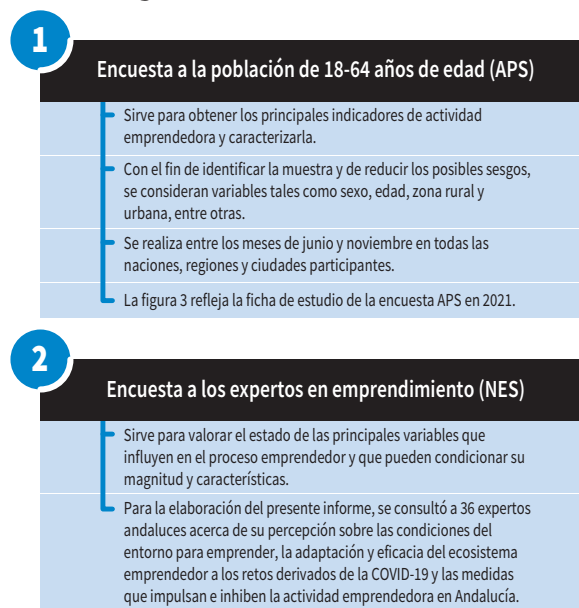 1
Encuesta a la población de 18-64 años de edad (APS)
Sirve para obtener los principales indicadores de actividad
emprendedora y caracterizarla.
Con el fin de identificar la muestra y de reducir los posibles sesgos,
se consideran variables tales como sexo, edad, zona rural y
urbana, entre otras.
Se realiza entre los meses de junio y noviembre en todas las
naciones, regiones y ciudades participantes.
La figura 3 refleja la ficha de estudio de la encuesta APS en 2021.
2
Encuesta a los expertos en emprendimiento (NES)
Sirve para valorar el estado de las principales variables que
influyen en el proceso emprendedor y que pueden condicionar su
magnitud y características.
Para la elaboración del presente informe, se consultó a 36 expertos
andaluces acerca de su percepción sobre las condiciones del
entorno para emprender, la adaptación y eficacia del ecosistema
emprendedor a los retos derivados de la COVID-19 y las medidas
que impulsan e inhiben la actividad emprendedora en Andalucía.